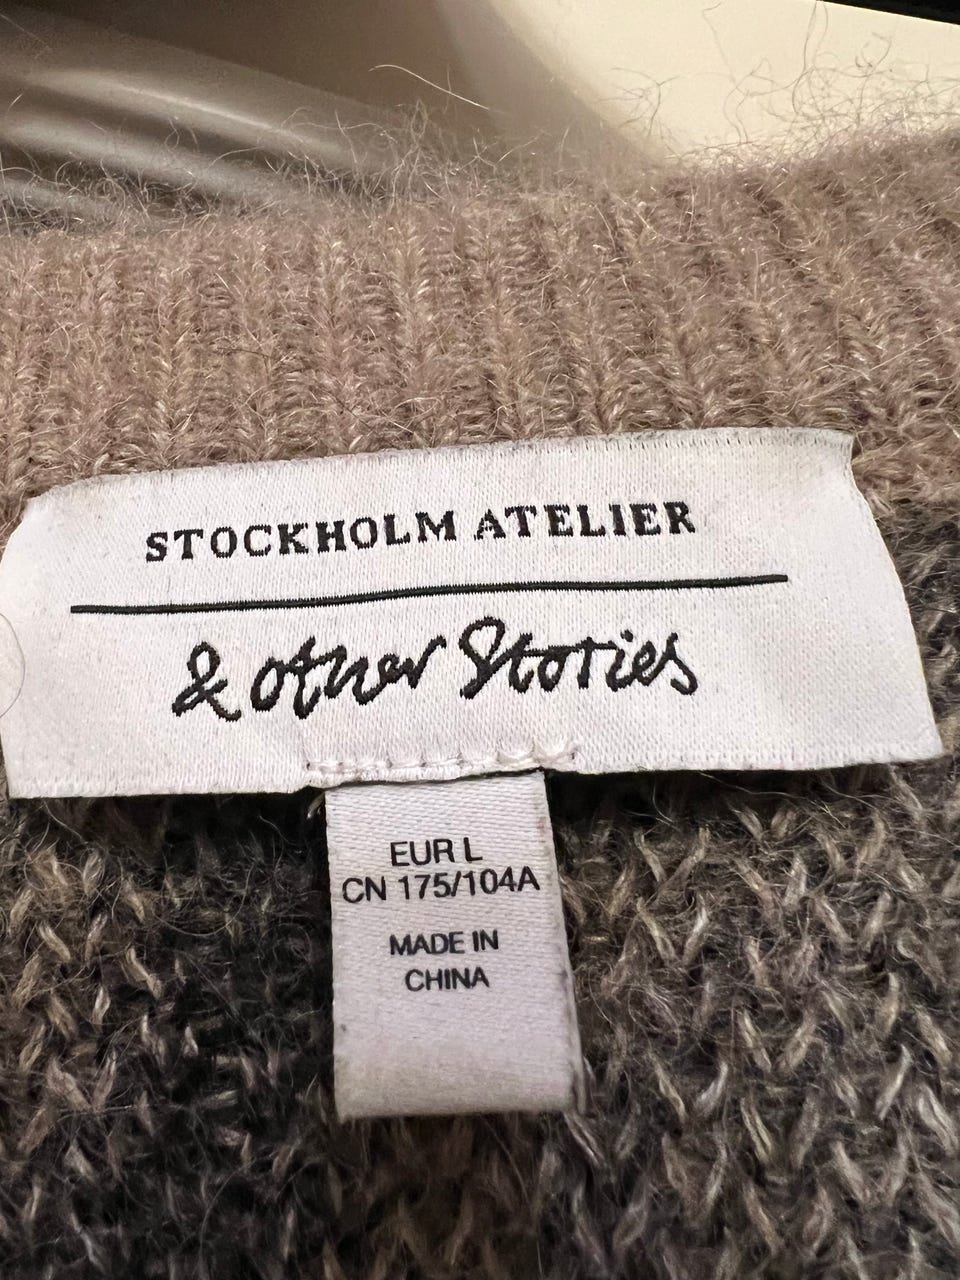 STOCKHOLM ATELIER
& other Stories
EUR L
CN 175/104A
MADE IN
CHINA